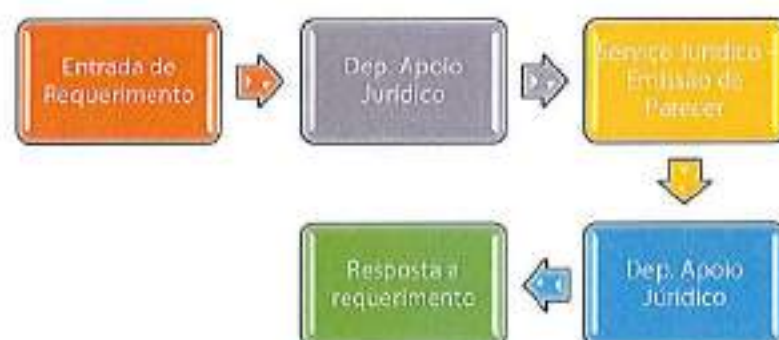 Entrada de
Requerimento
Dep. Apoio
Jurídico
Serviço Jurídico -
Emissão de
Parecer
Dep. Apoio
Jurídico
Resposta a
requerimento